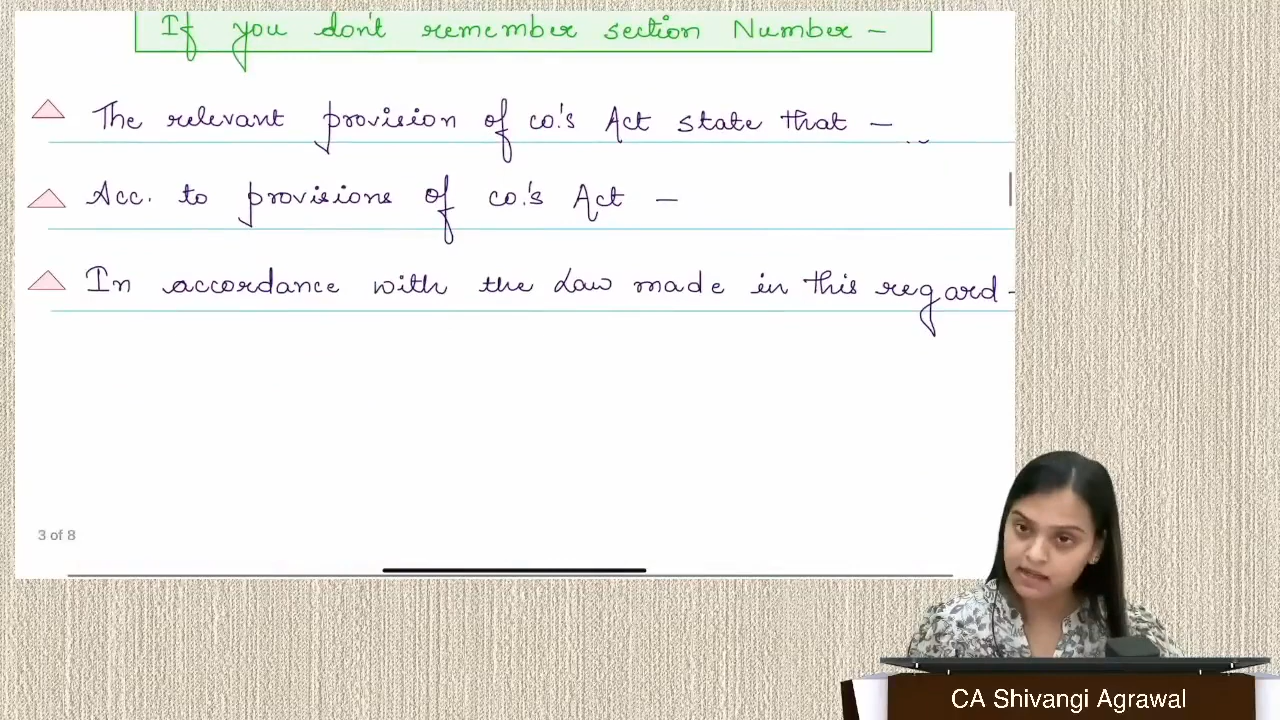 If you don't remember section Number –
The relevant provision of co.'s Act state that –
Acc. to provisions of co.'s Act –
In accordance with the Law made in this regard -
3 of 8
CA Shivangi Agrawal